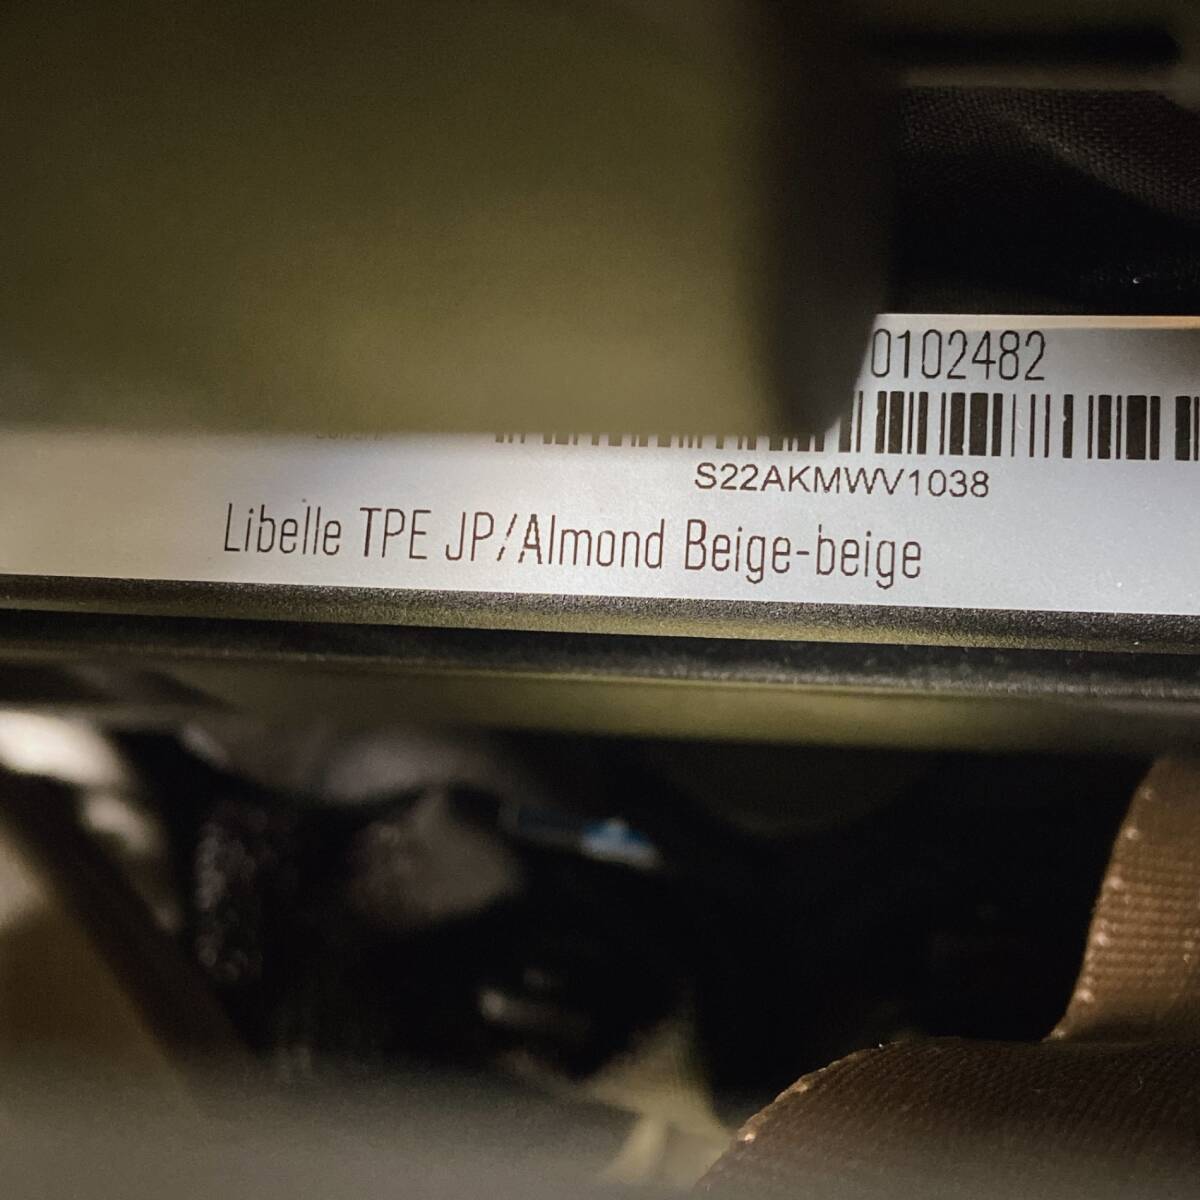 0102482
S22AKMWV1038
Libelle TPE JP/Almond Beige-beige